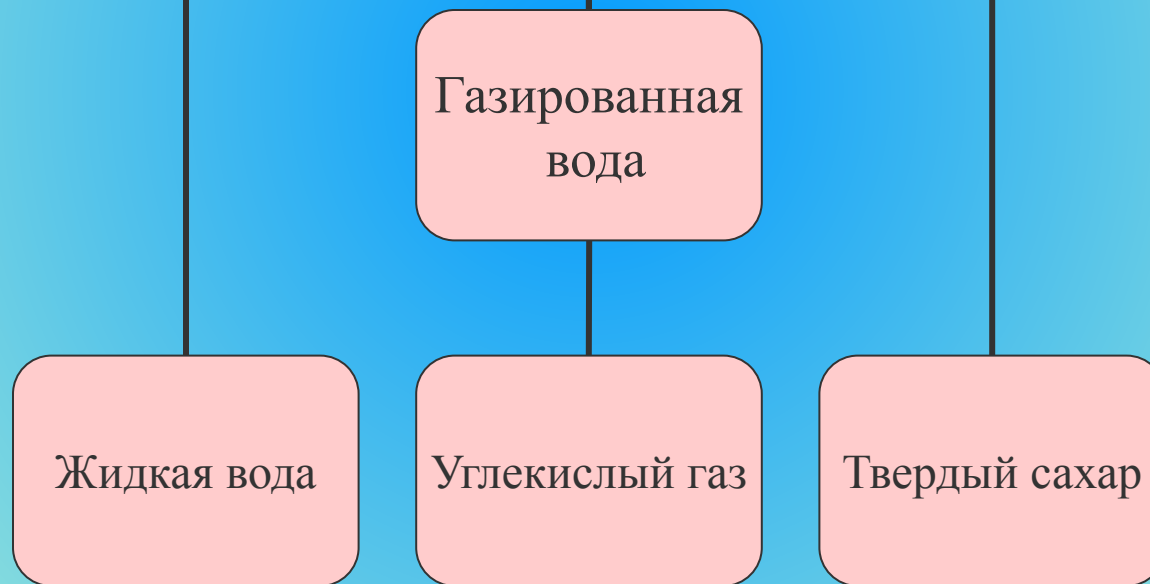 Газированная
вода
Жидкая вода
Углекислый газ
Твердый сахар